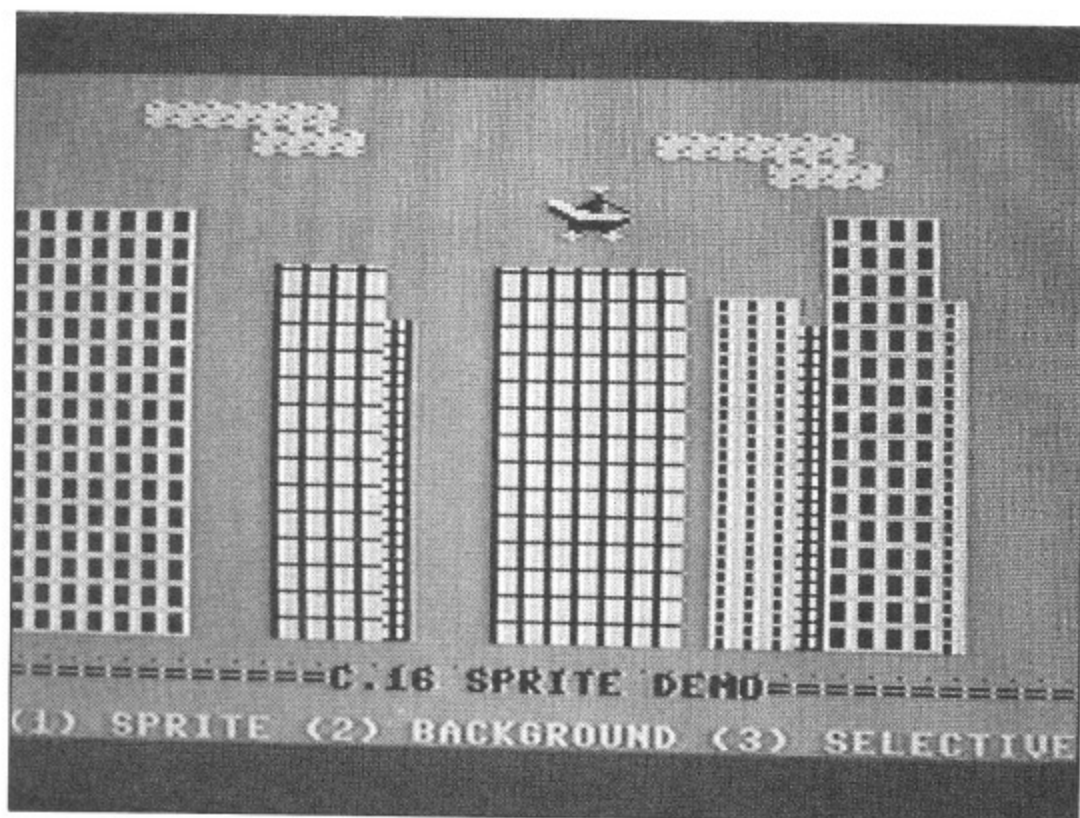 ============C.16 SPRITE DEMO============
(1) SPRITE (2) BACKGROUND (3) SELECTIVE